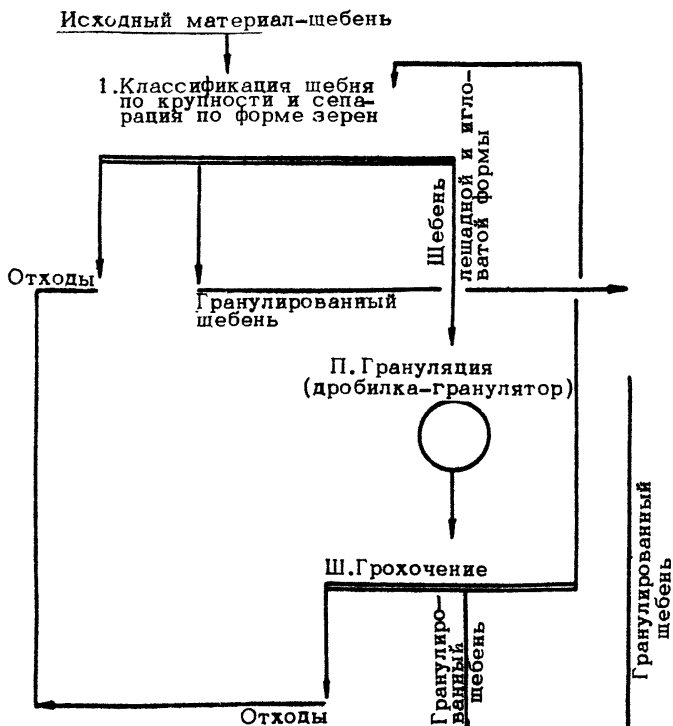 Исходный материал-щебень
1.Классификация щебня
по крупности и сепа-
рация по форме зерен
Щебень
лещадной и игло-
ватой формы
Отходы
Гранулированный
щебень
П.Грануляция
(дробилка-гранулятор)
Гранулированный
щебень
Ш.Грохочение
Гранулиро-
ванный
щебень
Отходы